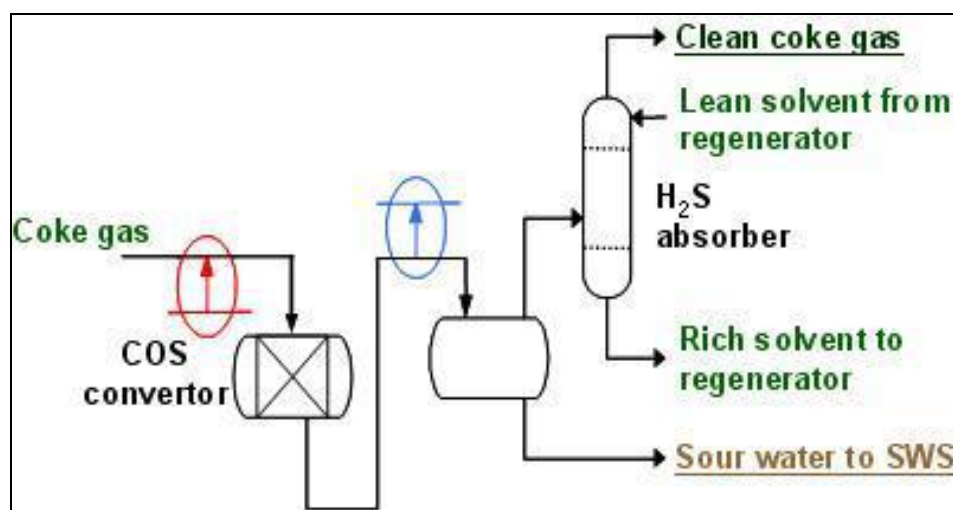 Clean coke gas
Lean solvent from
regenerator
H₂S
absorber
Coke gas
COS
convertor
Rich solvent to
regenerator
Sour water to SWS